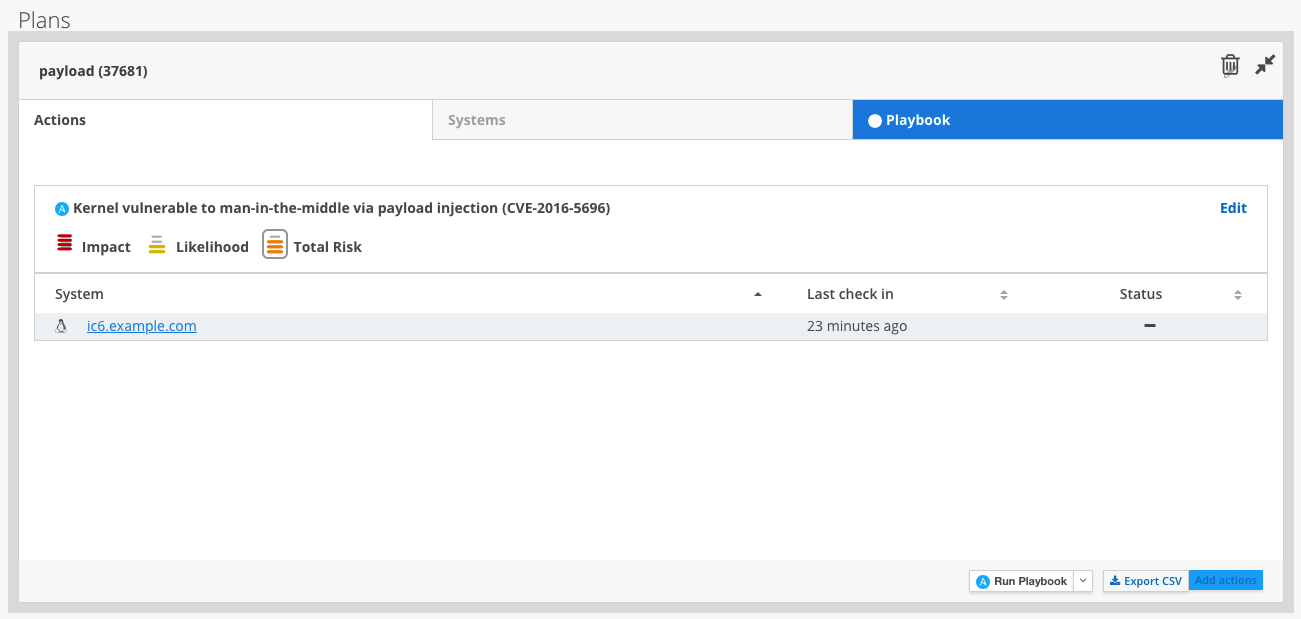 Plans
payload (37681)
Actions Systems Playbook
A Kernel vulnerable to man-in-the-middle via payload injection (CVE-2016-5696) Edit
Impact Likelihood Total Risk
System Last check in Status
ic6.example.com 23 minutes ago
A Run Playbook Export CSV Add actions